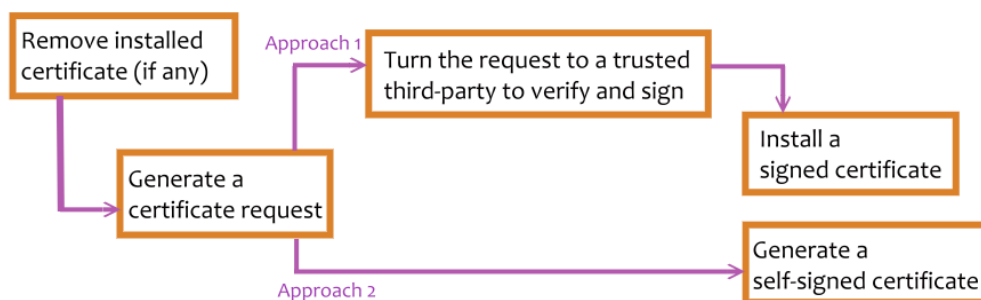 Remove installed
certificate (if any)
Approach 1
Turn the request to a trusted
third-party to verify and sign
Install a
signed certificate
Generate a
certificate request
Approach 2
Generate a
self-signed certificate